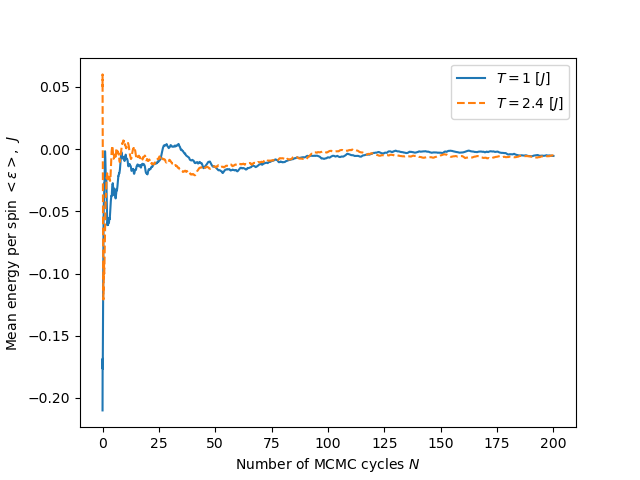 T = 1 [J]
T = 2.4 [J]
Mean energy per spin < ε >, J
0.05
0.00
−0.05
−0.10
−0.15
−0.20
0 25 50 75 100 125 150 175 200
Number of MCMC cycles N